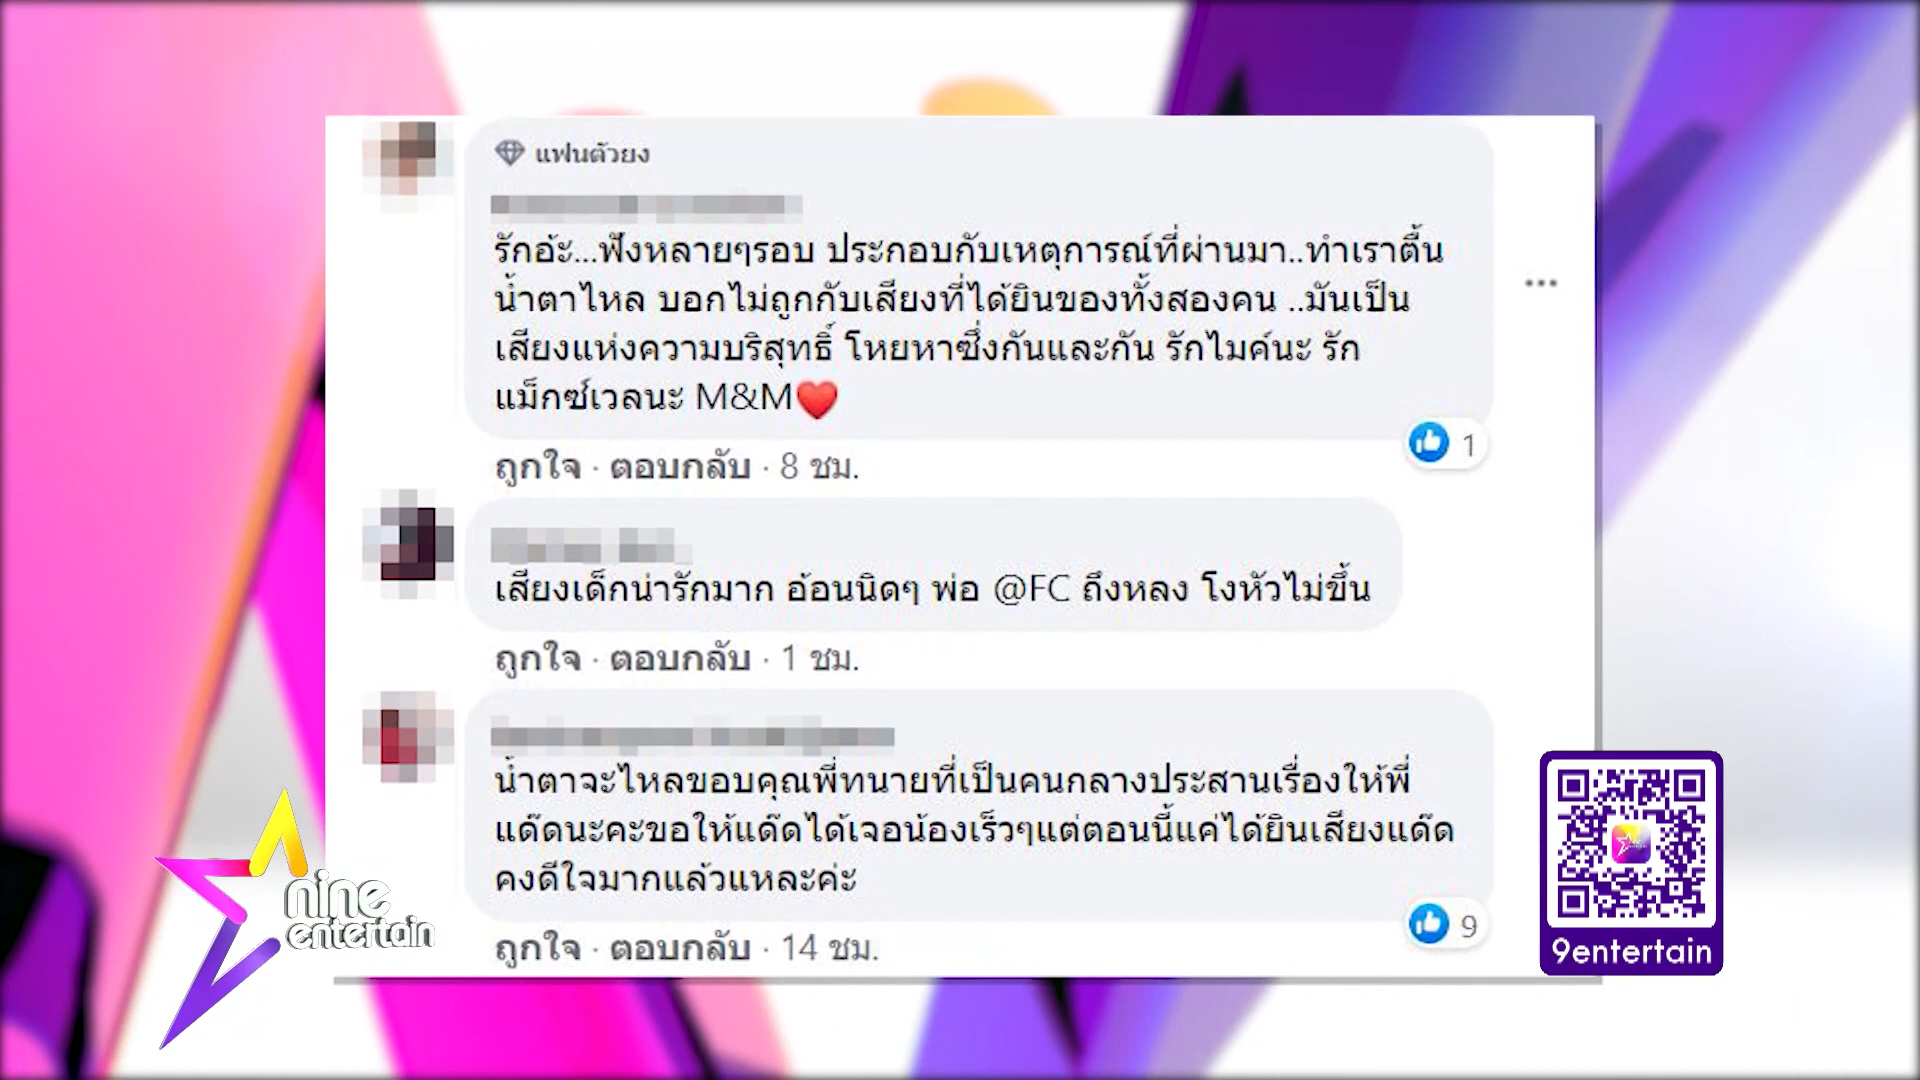 แฟนตัวยง
รักอ้ะ...ฟังหลายๆรอบ ประกอบกับเหตุการณ์ที่ผ่านมา..ทำเราตื้น
น้ำตาไหล บอกไม่ถูกกับเสียงที่ได้ยินของทั้งสองคน ..มันเป็น
เสียงแห่งความบริสุทธิ์ โหยหาซึ่งกันและกัน รักไมค์นะ รัก
แม็กซ์เวลนะ M&M❤️
1
ถูกใจ · ตอบกลับ · 8 ชม.
เสียงเด็กน่ารักมาก อ้อนนิดๆ พ่อ @FC ถึงหลง โงหัวไม่ขึ้น
ถูกใจ · ตอบกลับ · 1 ชม.
น้ำตาจะไหลขอบคุณพี่ทนายที่เป็นคนกลางประสานเรื่องให้พี่
แด๊ดนะคะขอให้แด๊ดได้เจอน้องเร็วๆแต่ตอนนี้แค่ได้ยินเสียงแด๊ด
คงดีใจมากแล้วแหละค่ะ
9
ถูกใจ · ตอบกลับ · 14 ชม.
nine
entertain
9entertain